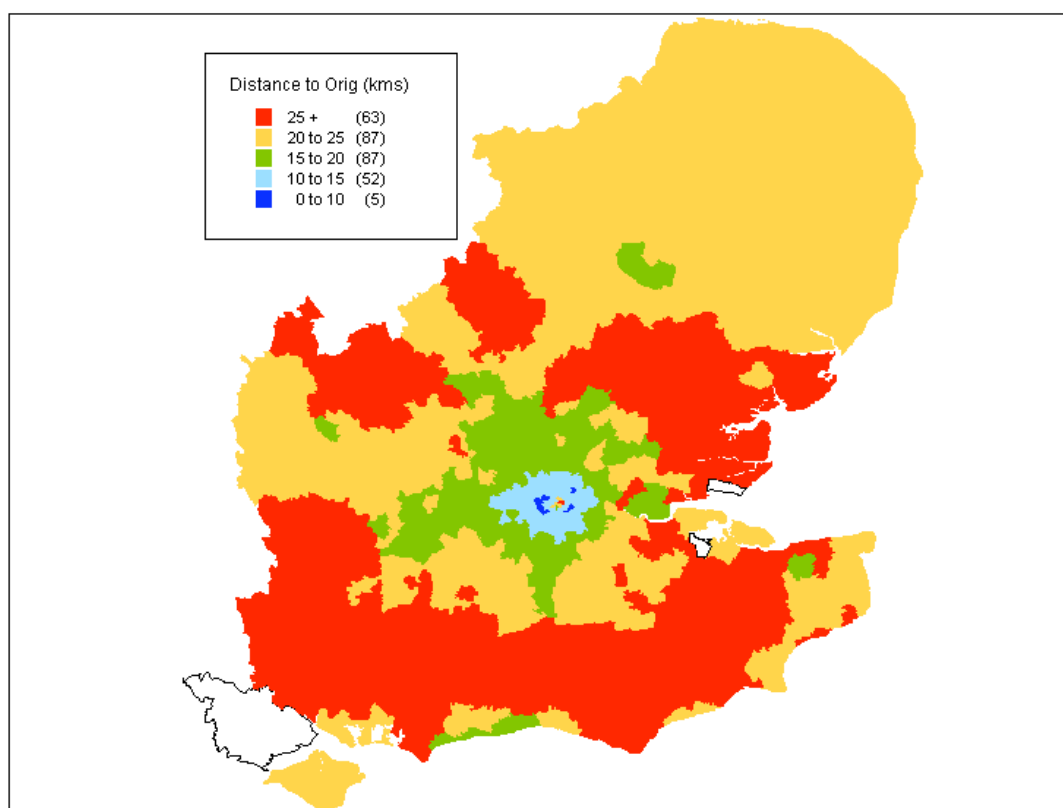 Distance to Orig (kms)
25 + (63)
20 to 25 (87)
15 to 20 (87)
10 to 15 (52)
0 to 10 (5)